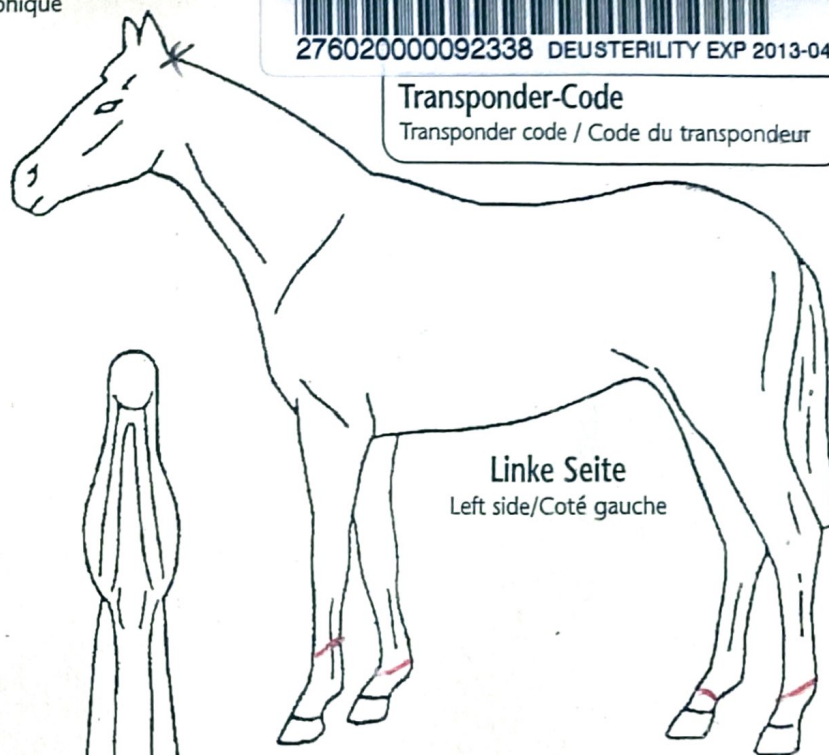 onique
276020000092338 DEUSTERILITY EXP 2013-04
Transponder-Code
Transponder code / Code du transpondeur
Linke Seite
Left side/Coté gauche